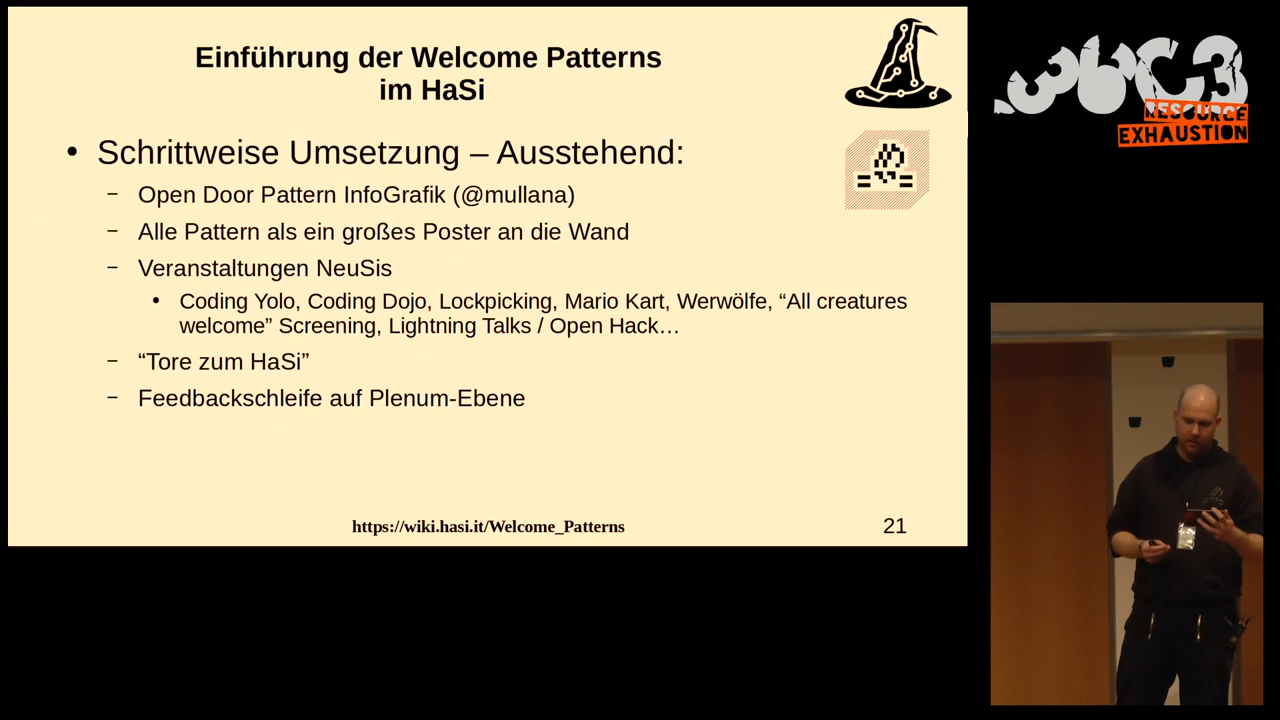 Einführung der Welcome Patterns
im HaSi
• Schrittweise Umsetzung – Ausstehend:
– Open Door Pattern InfoGrafik (@mullana)
– Alle Pattern als ein großes Poster an die Wand
– Veranstaltungen NeuSis
• Coding Yolo, Coding Dojo, Lockpicking, Mario Kart, Werwölfe, “All creatures
welcome” Screening, Lightning Talks / Open Hack…
– “Tore zum HaSi”
– Feedbackschleife auf Plenum-Ebene
https://wiki.hasi.it/Welcome_Patterns
21
36C3
RESOURCE
EXHAUSTION